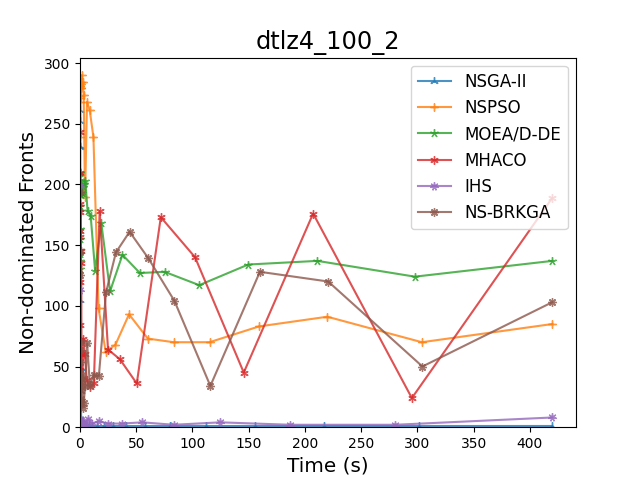 dtlz4_100_2
Non-dominated Fronts
300
250
200
150
100
50
0
0 50 100 150 200 250 300 350 400
Time (s)
NSGA-II
NSPSO
MOEA/D-DE
MHACO
IHS
NS-BRKGA